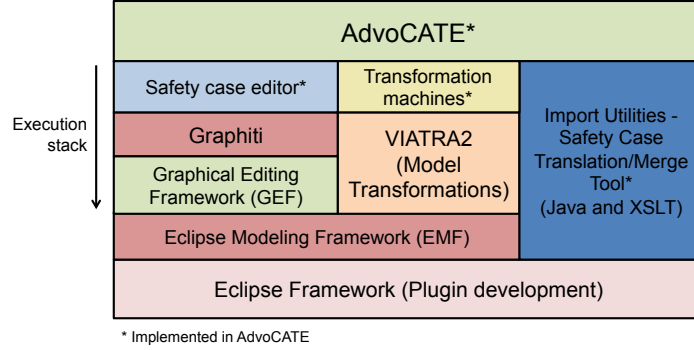 AdvoCATE*
Execution
stack
Safety case editor*
Transformation
machines*
Import Utilities -
Safety Case
Translation/Merge
Tool*
(Java and XSLT)
Graphiti
VIATRA2
(Model
Transformations)
Graphical Editing
Framework (GEF)
Eclipse Modeling Framework (EMF)
Eclipse Framework (Plugin development)
* Implemented in AdvoCATE